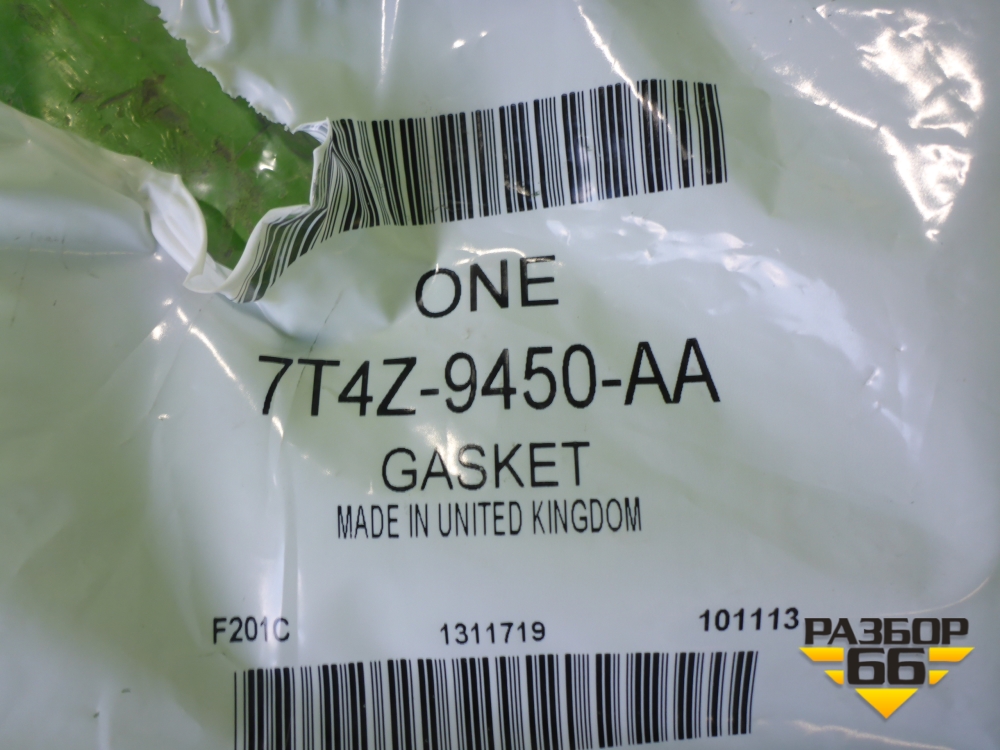 ONE
7T4Z-9450-AA
GASKET
MADE IN UNITED KINGDOM
F201C 1311719 101113
РАЗБОР
66